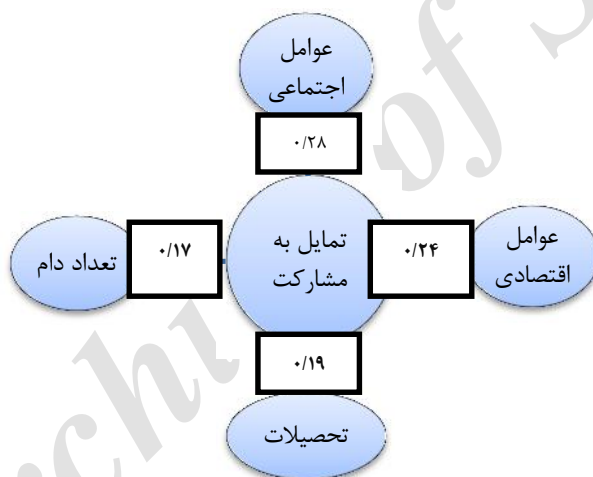 عوامل
اجتماعی
۰/۲۸
تمایل به
مشارکت
عوامل
اقتصادی
۰/۲۴
۰/۱۷
تعداد دام
۰/۱۹
تحصیلات